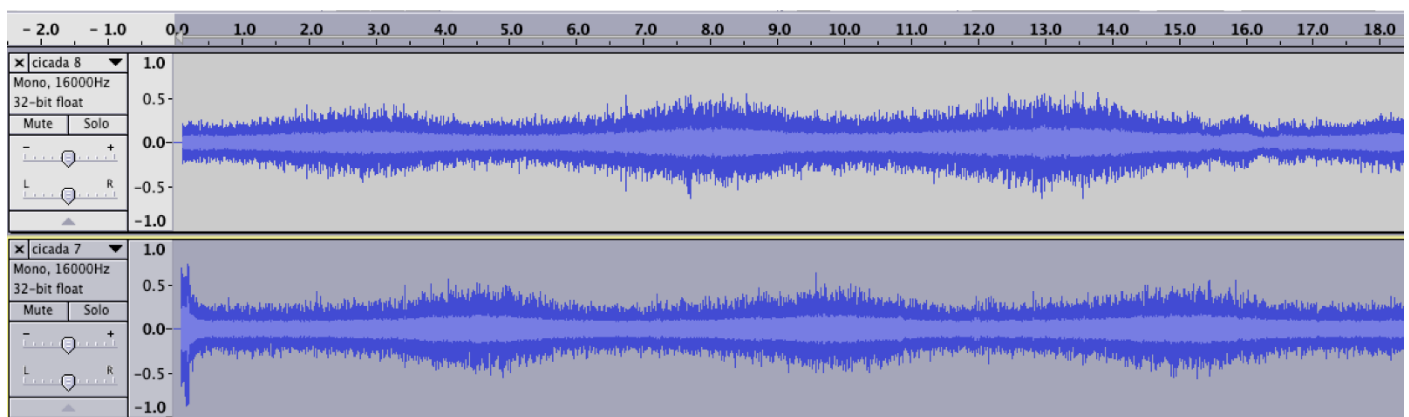 - 2.0 - 1.0 0.0 1.0 2.0 3.0 4.0 5.0 6.0 7.0 8.0 9.0 10.0 11.0 12.0 13.0 14.0 15.0 16.0 17.0 18.0
× cicada 8 ▼ 1.0
Mono, 16000Hz
32-bit float 0.5-
Mute Solo
- + 0.0-
L R -0.5-
-1.0
× cicada 7 ▼ 1.0
Mono, 16000Hz
32-bit float 0.5-
Mute Solo
- + 0.0-
L R -0.5-
-1.0